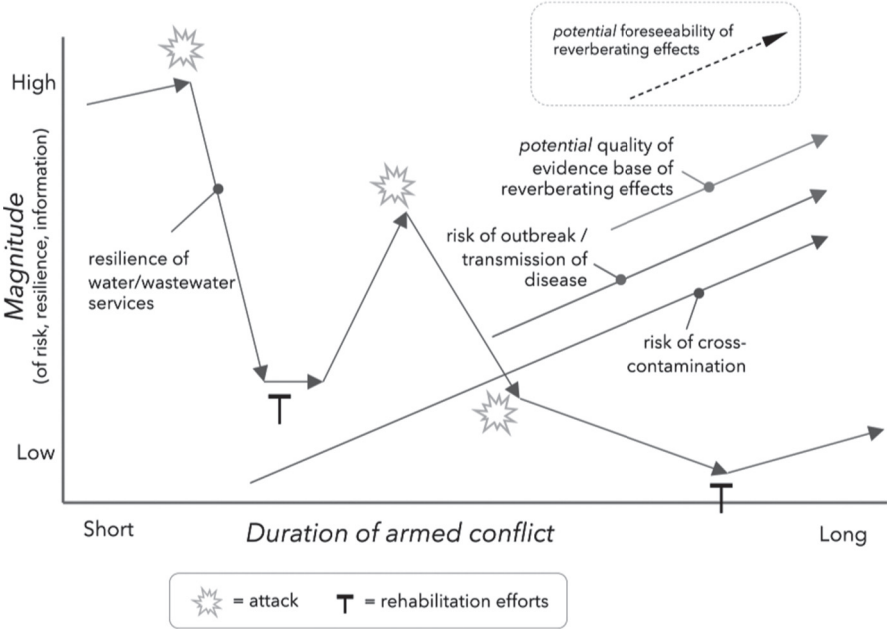 potential foreseeability of
reverberating effects
High
potential quality of
evidence base of
reverberating effects
risk of outbreak /
transmission of
disease
resilience of
water/wastewater
services
Magnitude
(of risk, resilience, information)
risk of cross-
contamination
Low
Short
Duration of armed conflict
Long
= attack
= rehabilitation efforts